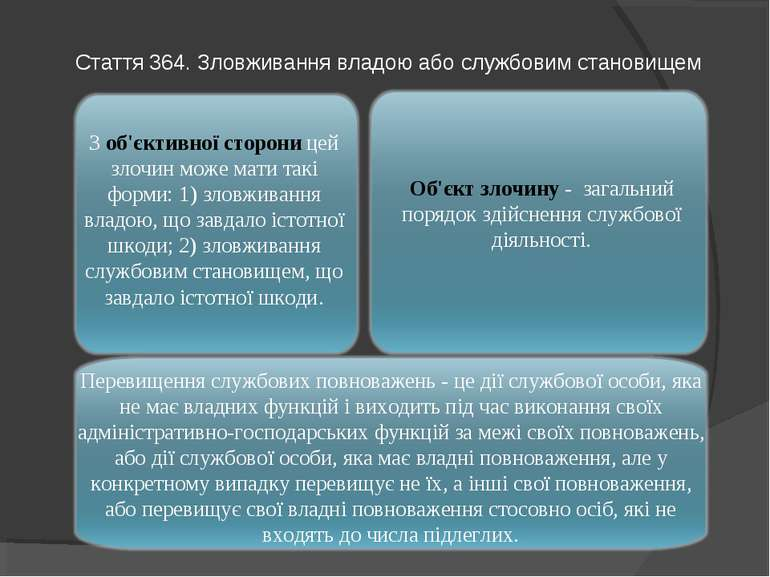 Стаття 364. Зловживання владою або службовим становищем
З об'єктивної сторони цей
злочин може мати такі
форми: 1) зловживання
владою, що завдало істотної
шкоди; 2) зловживання
службовим становищем, що
завдало істотної шкоди.
Об'єкт злочину -  загальний
порядок здійснення службової
діяльності.
Перевищення службових повноважень - це дії службової особи, яка
не має владних функцій і виходить під час виконання своїх
адміністративно-господарських функцій за межі своїх повноважень,
або дії службової особи, яка має владні повноваження, але у
конкретному випадку перевищує не їх, а інші свої повноваження,
або перевищує свої владні повноваження стосовно осіб, які не
входять до числа підлеглих.